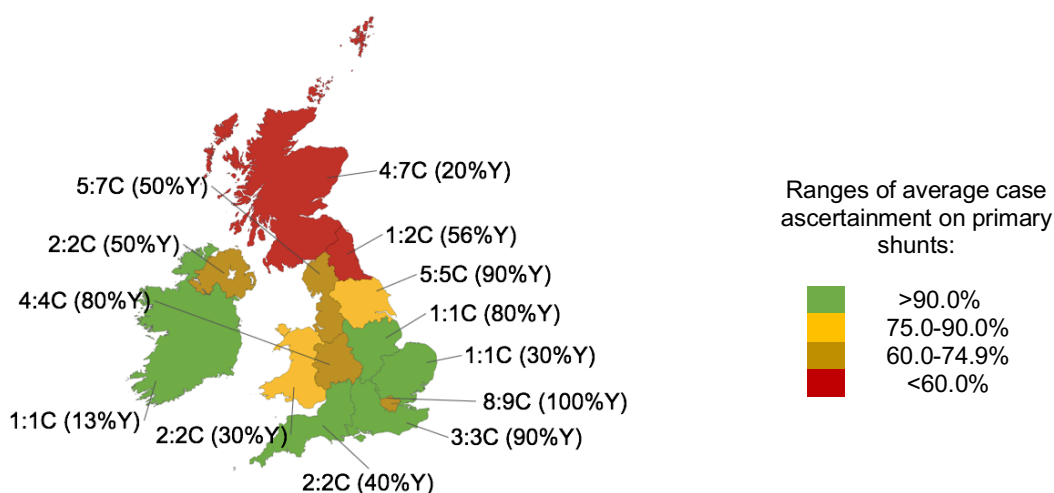 4:7C (20%Y)
5:7C (50%Y)
1:2C (56%Y)
2:2C (50%Y)
5:5C (90%Y)
4:4C (80%Y)
1:1C (80%Y)
1:1C (30%Y)
8:9C (100%Y)
1:1C (13%Y)
2:2C (30%Y)
3:3C (90%Y)
2:2C (40%Y)
Ranges of average case
ascertainment on primary
shunts:
>90.0%
75.0-90.0%
60.0-74.9%
<60.0%